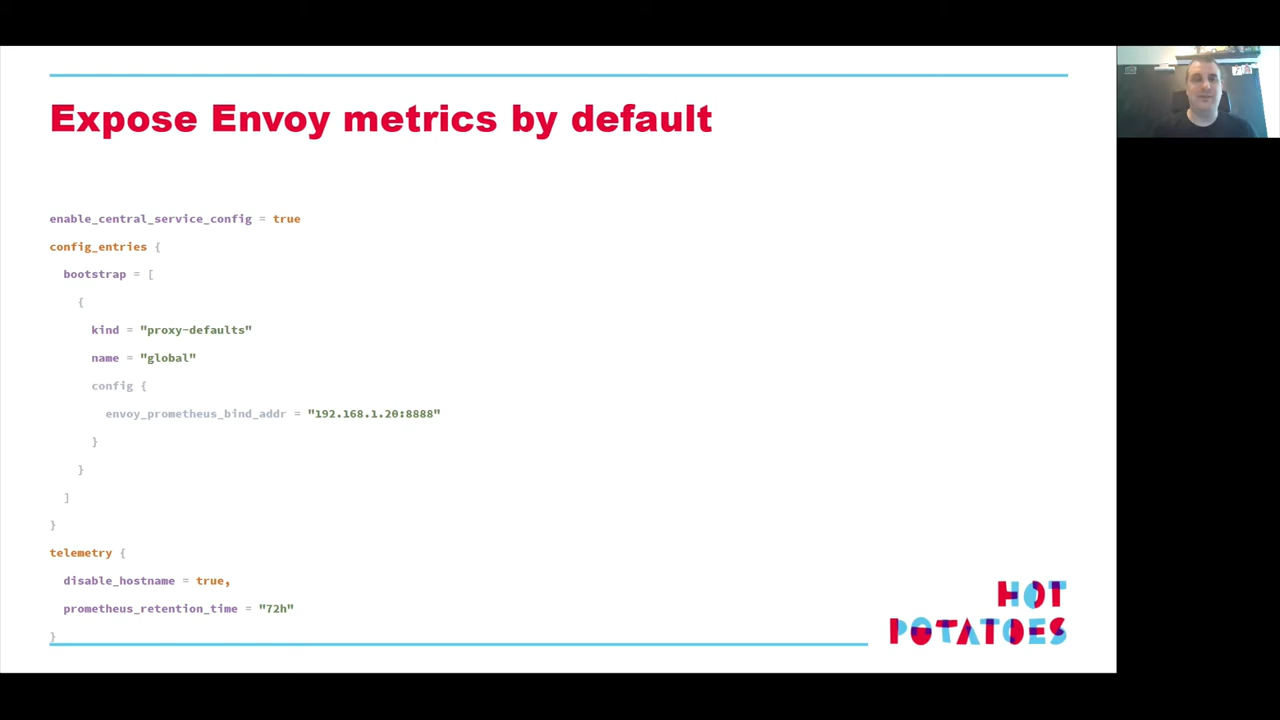 Expose Envoy metrics by default
enable_central_service_config = true
config_entries {
bootstrap = [
{
kind = "proxy-defaults"
name = "global"
config {
envoy_prometheus_bind_addr = "192.168.1.20:8888"
}
}
]
}
telemetry {
disable_hostname = true,
prometheus_retention_time = "72h"
}
HOT
POTATOES